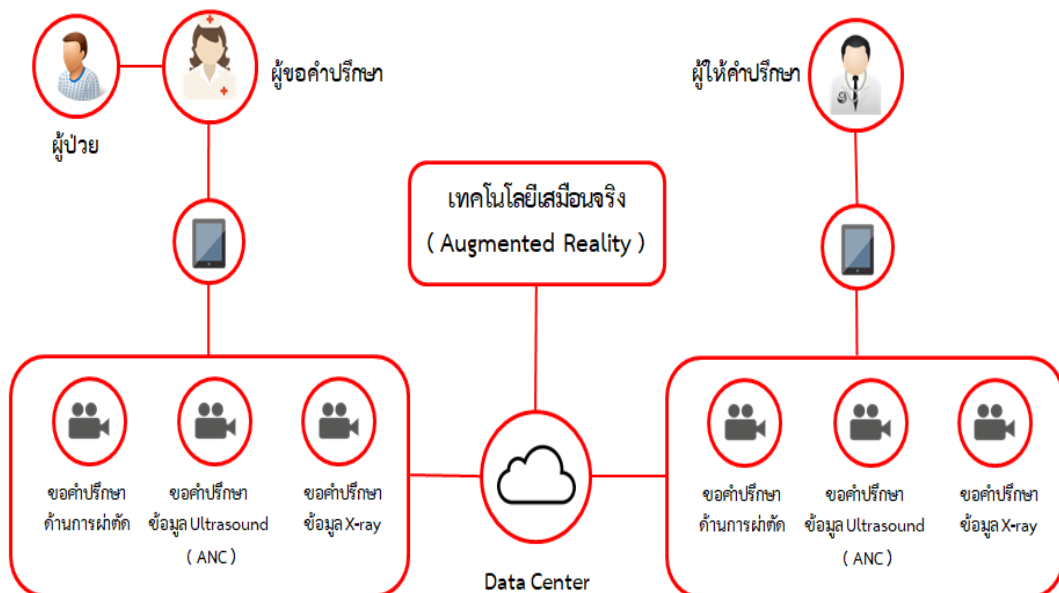 ผู้ขอคำปรึกษา
ผู้ให้คำปรึกษา
ผู้ป่วย
เทคโนโลยีเสมือนจริง
( Augmented Reality )
ขอคำปรึกษา
ด้านการผ่าตัด
ขอคำปรึกษา
ข้อมูล Ultrasound
( ANC )
ขอคำปรึกษา
ข้อมูล X-ray
Data Center
ขอคำปรึกษา
ด้านการผ่าตัด
ขอคำปรึกษา
ข้อมูล Ultrasound
( ANC )
ขอคำปรึกษา
ข้อมูล X-ray